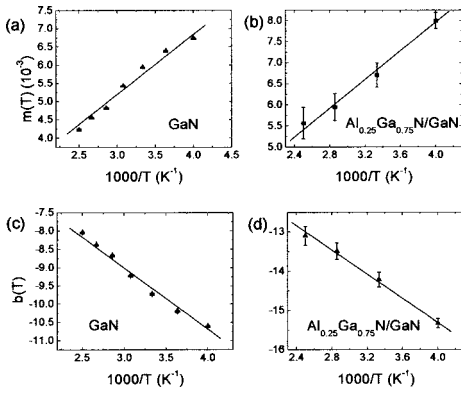 (a)
m(T) (10⁻³)
7.0
6.5
6.0
5.5
5.0
4.5
4.0
2.0 2.5 3.0 3.5 4.0 4.5
GaN
1000/T (K⁻¹)
(b)
8.0
7.5
7.0
6.5
6.0
5.5
5.0
2.4 2.8 3.2 3.6 4.0
Al₀.₂₅Ga₀.₇₅N/GaN
1000/T (K⁻¹)
(c)
b(T)
-7.5
-8.0
-8.5
-9.0
-9.5
-10.0
-10.5
-11.0
2.0 2.5 3.0 3.5 4.0
GaN
1000/T (K⁻¹)
(d)
-13
-14
-15
-16
2.4 2.8 3.2 3.6 4.0
Al₀.₂₅Ga₀.₇₅N/GaN
1000/T (K⁻¹)